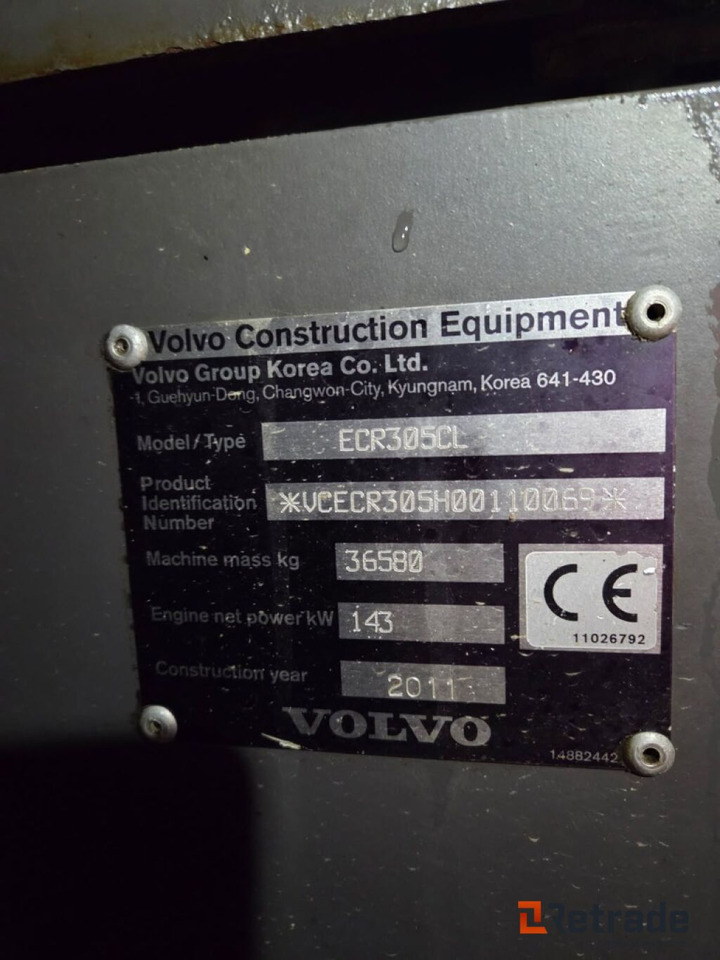 Volvo Construction Equipment
Volvo Group Korea Co. Ltd.
1, Guehyun-Dong, Changwon-City, Kyungnam, Korea 641-430
Model/Type ECR305CL
Product
Identification *VCECR305H00110069*
Number
Machine mass kg 36580
Engine net power kW 143
CE
11026792
Construction year 2011
VOLVO
14882442
Retrade